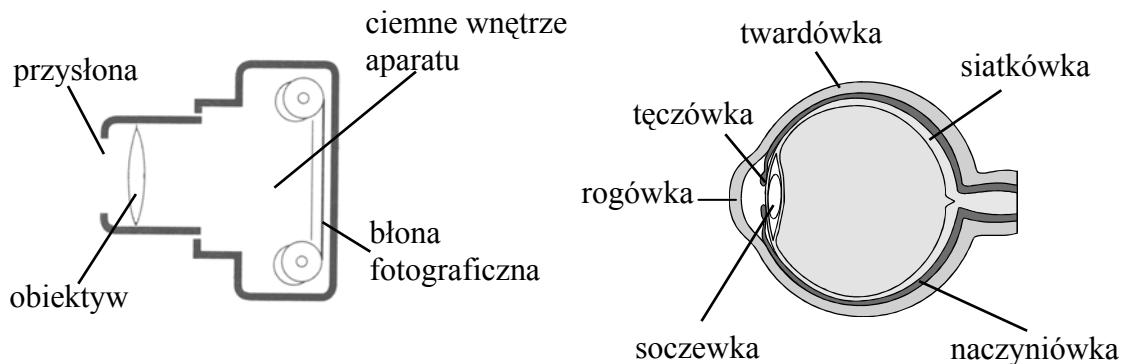 ciemne wnętrze
aparatu
przysłona
obiektyw
błona
fotograficzna
twardówka
siatkówka
tęczówka
rogówka
soczewka
naczyniówka